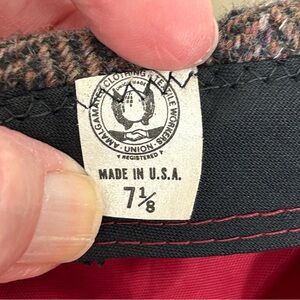 AMALGAMATED CLOTHING & TEXTILE WORKERS
UNION
REGISTERED
MADE IN U.S.A.
7 1/8